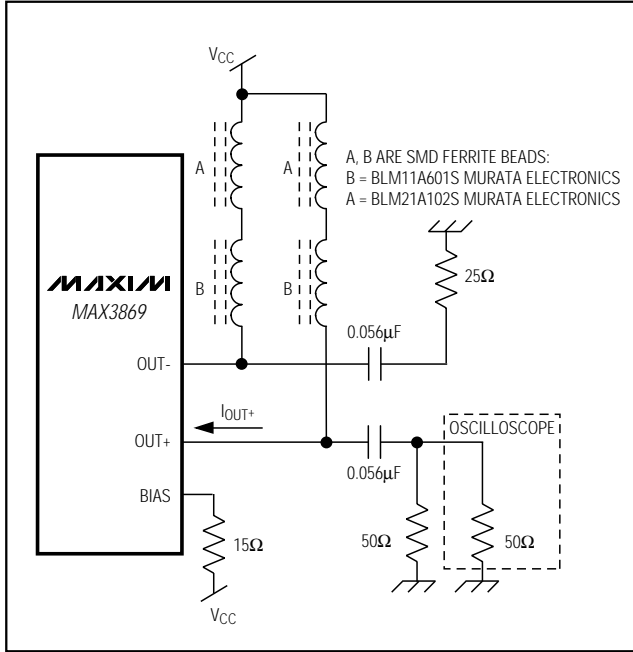 VCC
A
A
A, B ARE SMD FERRITE BEADS:
B = BLM11A601S MURATA ELECTRONICS
A = BLM21A102S MURATA ELECTRONICS
B
B
25Ω
MAXIM
MAX3869
0.056μF
OUT-
IOUT+
OUT+
OSCILLOSCOPE
0.056μF
BIAS
15Ω
50Ω
50Ω
VCC